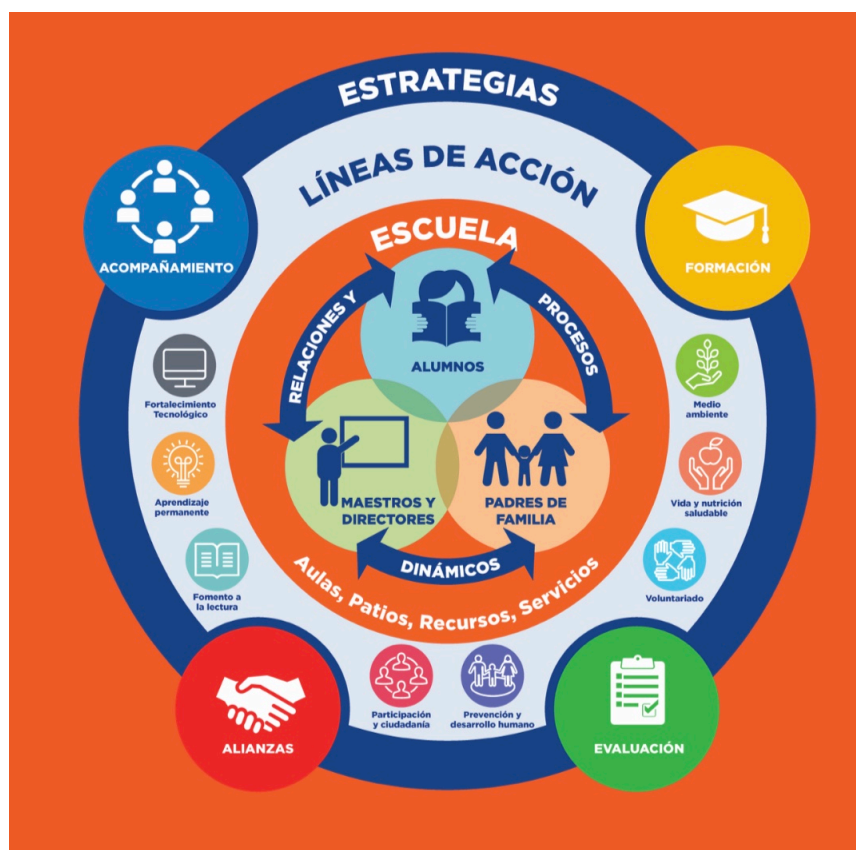 ESTRATEGIAS
LÍNEAS DE ACCIÓN
ACOMPAÑAMIENTO
FORMACIÓN
ESCUELA
RELACIONES Y
PROCESOS
DINÁMICOS
ALUMNOS
MAESTROS Y
DIRECTORES
PADRES DE
FAMILIA
Aulas, Patios, Recursos, Servicios
Fortalecimiento
Tecnológico
Aprendizaje
permanente
Fomento a
la lectura
Medio
ambiente
Vida y nutrición
saludable
Voluntariado
Participación
y ciudadanía
Prevención y
desarrollo humano
ALIANZAS
EVALUACIÓN